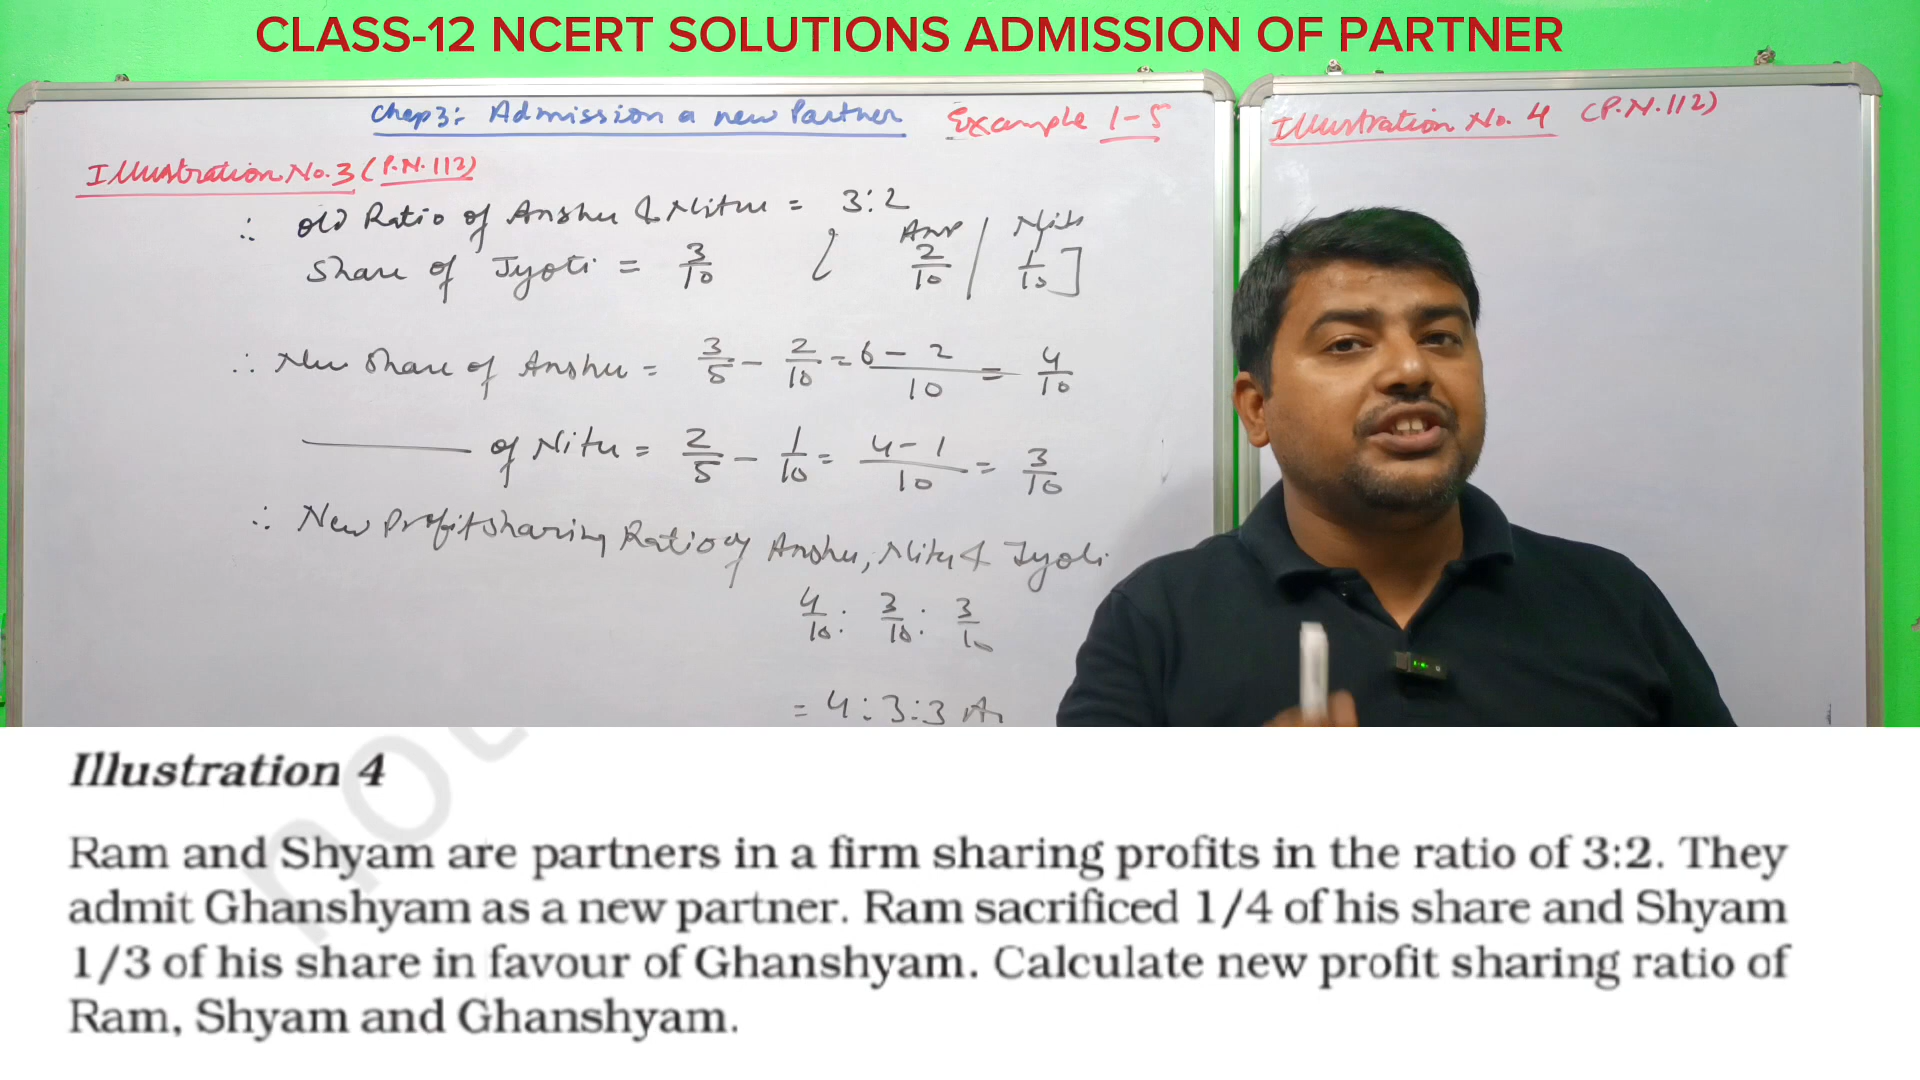 CLASS-12 NCERT SOLUTIONS ADMISSION OF PARTNER
Chap 3: Admission a new Partner Example 1-5
Illustration No. 3 (P.N.112)
∴ old Ratio of Anshu & Nitu = 3:2
Share of Jyoti = 3/10 [ 2/10 | 1/10 ]
∴ New Share of Anshu = 3/5 - 2/10 = 6-2/10 = 4/10
of Nitu = 2/5 - 1/10 = 4-1/10 = 3/10
∴ New Profit sharing Ratio of Anshu, Nitu & Jyoti
4/10 : 3/10 : 3/10
= 4:3:3
Illustration No. 4 (P.N.112)
Illustration 4
Ram and Shyam are partners in a firm sharing profits in the ratio of 3:2. They
admit Ghanshyam as a new partner. Ram sacrificed 1/4 of his share and Shyam
1/3 of his share in favour of Ghanshyam. Calculate new profit sharing ratio of
Ram, Shyam and Ghanshyam.